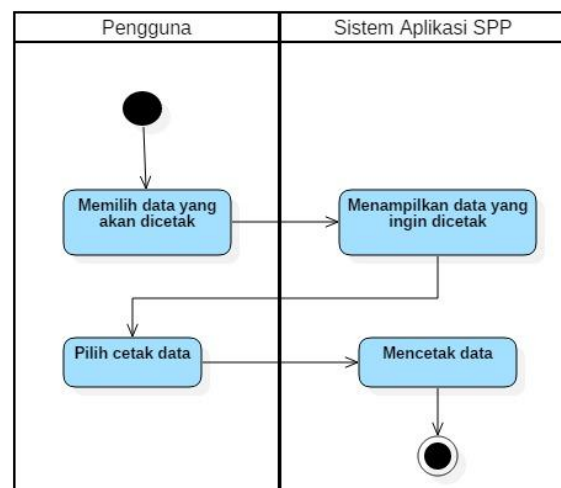 Pengguna
Sistem Aplikasi SPP
Memilih data yang
akan dicetak
Menampilkan data yang
ingin dicetak
Pilih cetak data
Mencetak data